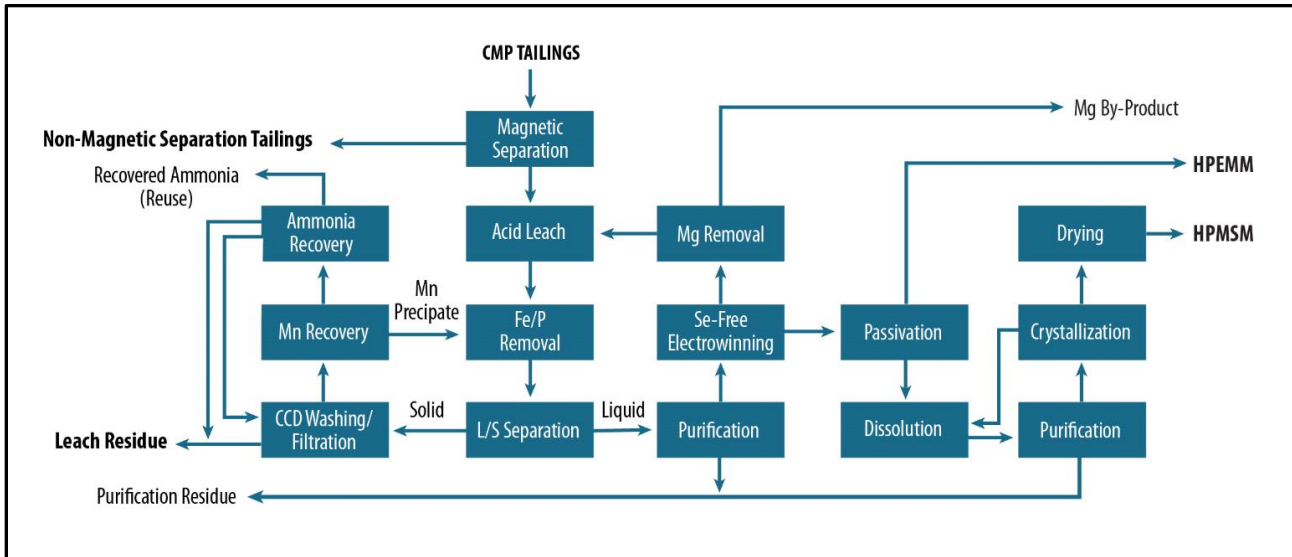 CMP TAILINGS
Mg By-Product
Magnetic
Separation
Non-Magnetic Separation Tailings
HPEMM
Recovered Ammonia
(Reuse)
Ammonia
Recovery
Acid Leach
Mg Removal
Drying
HPMSM
Mn
Precipate
Mn Recovery
Fe/P
Removal
Se-Free
Electrowinning
Passivation
Crystallization
CCD Washing/
Filtration
Solid
L/S Separation
Liquid
Purification
Dissolution
Purification
Leach Residue
Purification Residue